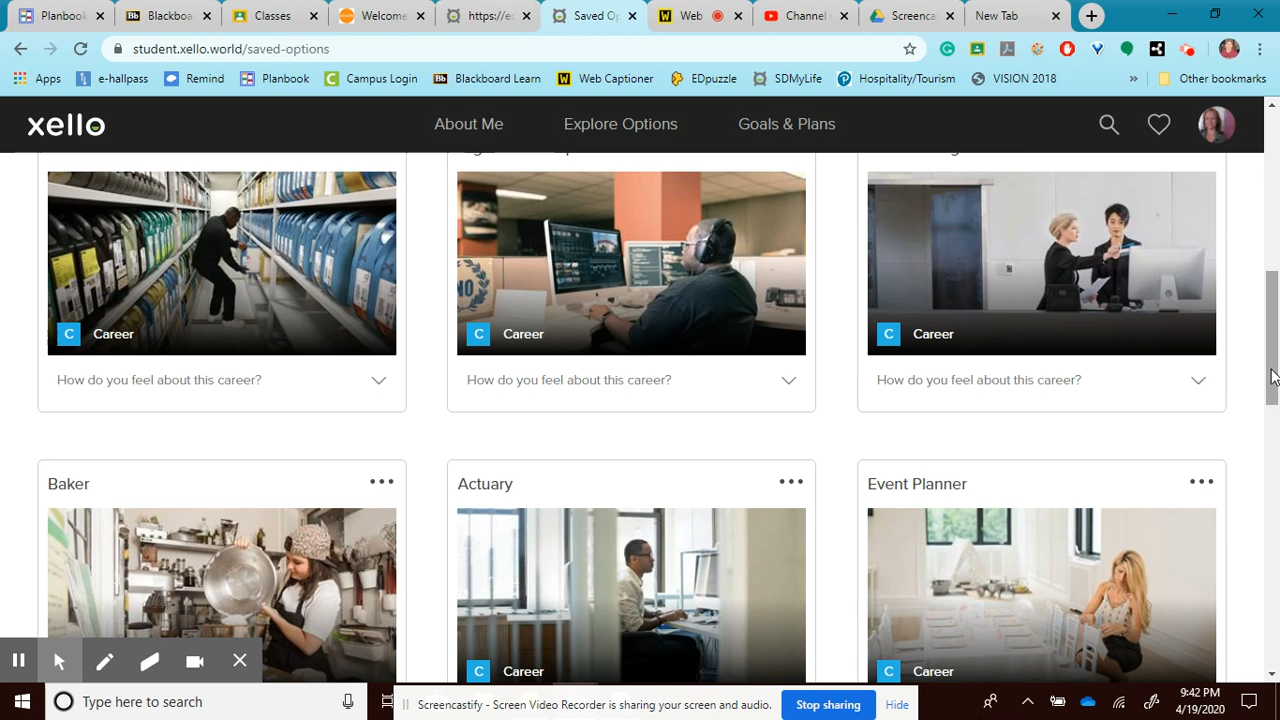 Planbook
Blackboa
Classes
Welcome
https://e
Saved Op
Web
Channel
Screenca
New Tab
student.xello.world/saved-options
Apps
e-hallpass
Remind
Planbook
Campus Login
Bb Blackboard Learn
W Web Captioner
EDpuzzle
SDMyLife
Hospitality/Tourism
VISION 2018
»
Other bookmarks
xello
About Me
Explore Options
Goals & Plans
C Career
C Career
C Career
How do you feel about this career?
How do you feel about this career?
How do you feel about this career?
Baker
Actuary
Event Planner
C Career
C Career
Type here to search
Screencastify - Screen Video Recorder is sharing your screen and audio.
Stop sharing
Hide
9:42 PM
4/19/2020